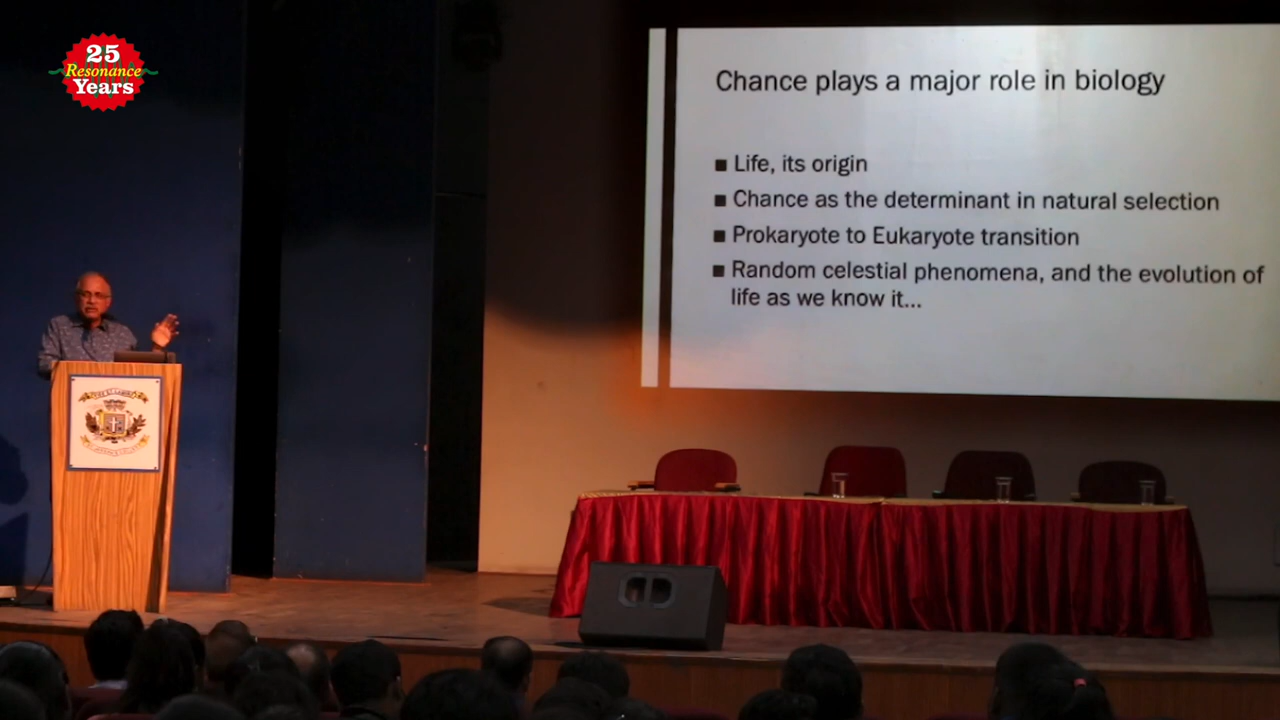 25
Resonance
Years
Chance plays a major role in biology
■ Life, its origin
■ Chance as the determinant in natural selection
■ Prokaryote to Eukaryote transition
■ Random celestial phenomena, and the evolution of
life as we know it...